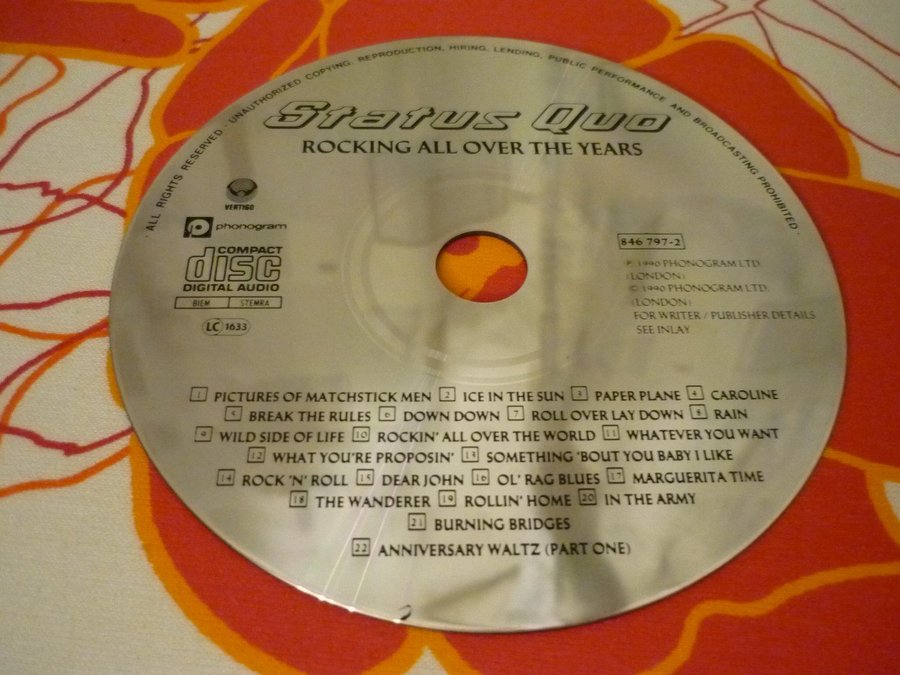 · ALL RIGHTS RESERVED · UNAUTHORIZED COPYING, REPRODUCTION, HIRING, LENDING, PUBLIC PERFORMANCE AND BROADCASTING PROHIBITED ·
Status Quo
ROCKING ALL OVER THE YEARS
VERTIGO
phonogram
COMPACT
disc
DIGITAL AUDIO
BIEM STEMRA
LC 1633
846 797-2
℗ 1990 PHONOGRAM LTD.
(LONDON)
© 1990 PHONOGRAM LTD.
(LONDON)
FOR WRITER / PUBLISHER DETAILS
SEE INLAY
1 PICTURES OF MATCHSTICK MEN 2 ICE IN THE SUN 3 PAPER PLANE 4 CAROLINE
5 BREAK THE RULES 6 DOWN DOWN 7 ROLL OVER LAY DOWN 8 RAIN
9 WILD SIDE OF LIFE 10 ROCKIN' ALL OVER THE WORLD 11 WHATEVER YOU WANT
12 WHAT YOU'RE PROPOSIN' 13 SOMETHING 'BOUT YOU BABY I LIKE
14 ROCK 'N' ROLL 15 DEAR JOHN 16 OL' RAG BLUES 17 MARGUERITA TIME
18 THE WANDERER 19 ROLLIN' HOME 20 IN THE ARMY
21 BURNING BRIDGES
22 ANNIVERSARY WALTZ (PART ONE)